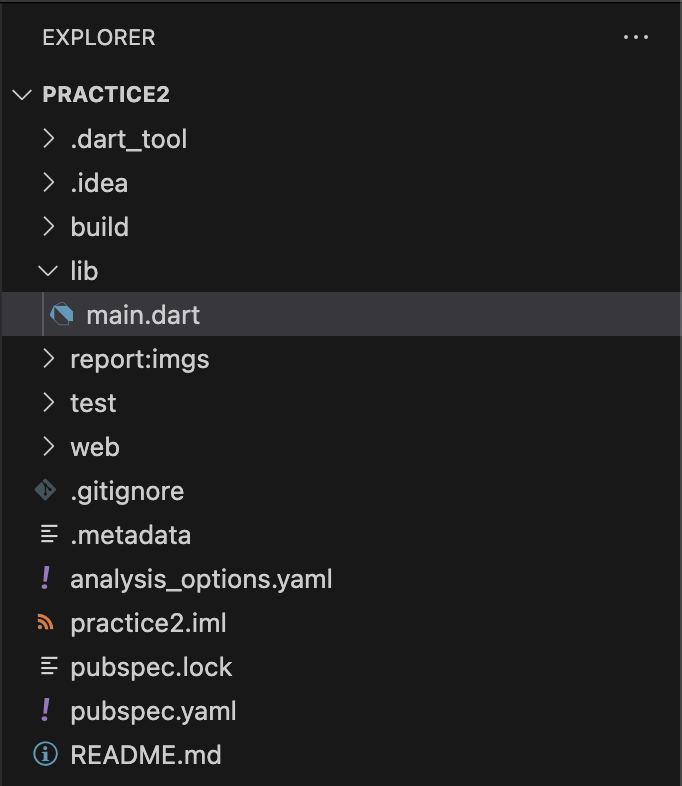 EXPLORER
PRACTICE2
.dart_tool
.idea
build
lib
main.dart
report:imgs
test
web
.gitignore
.metadata
analysis_options.yaml
practice2.iml
pubspec.lock
pubspec.yaml
README.md